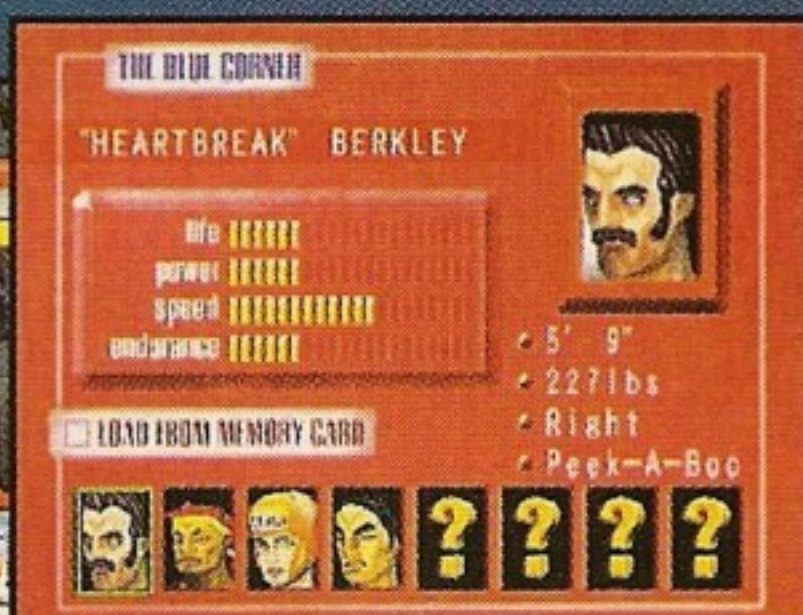 THE BLUE CORNER
"HEARTBREAK" BERKLEY
life
power
speed
endurance
5' 9"
227lbs
Right
Peek-A-Boo
LOAD FROM MEMORY CARD
? ? ? ?